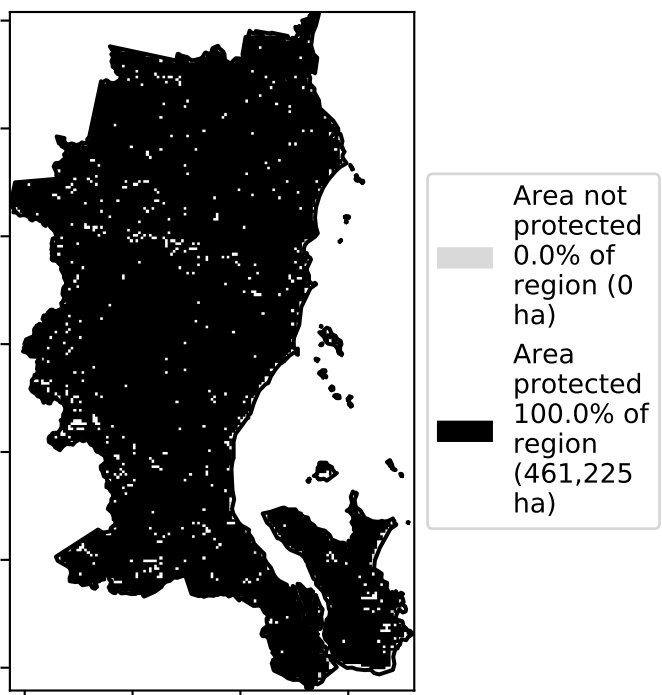 Area not
protected
0.0% of
region (0
ha)
Area
protected
100.0% of
region
(461,225
ha)